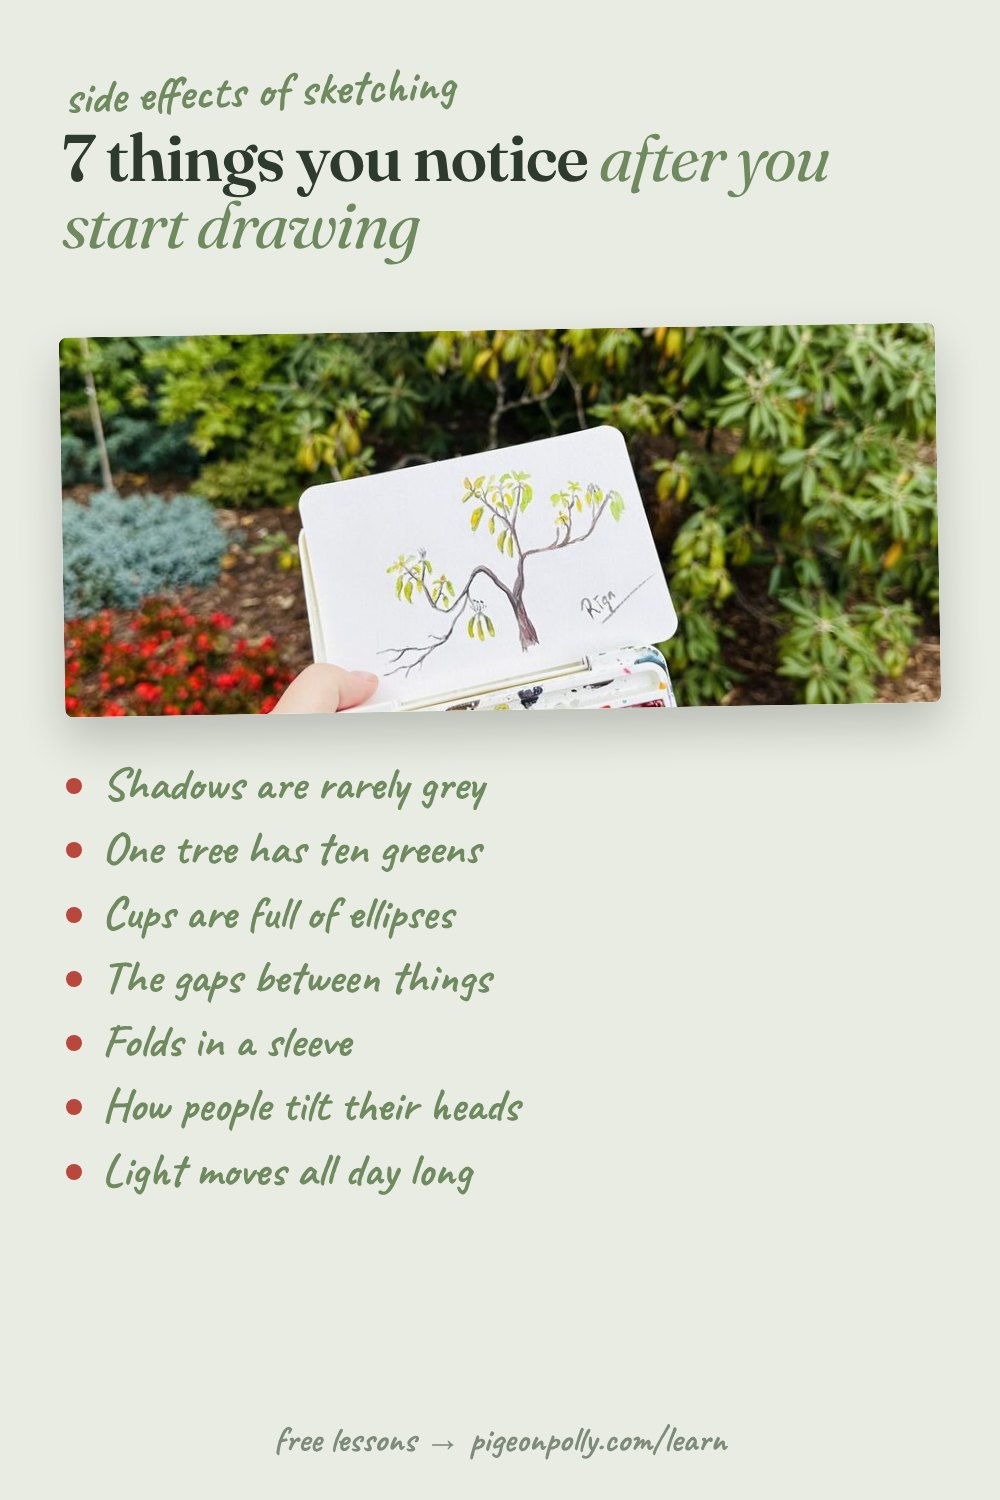 side effects of sketching
7 things you notice after you
start drawing
Rign
Shadows are rarely grey
One tree has ten greens
Cups are full of ellipses
The gaps between things
Folds in a sleeve
How people tilt their heads
Light moves all day long
free lessons → pigeonpolly.com/learn